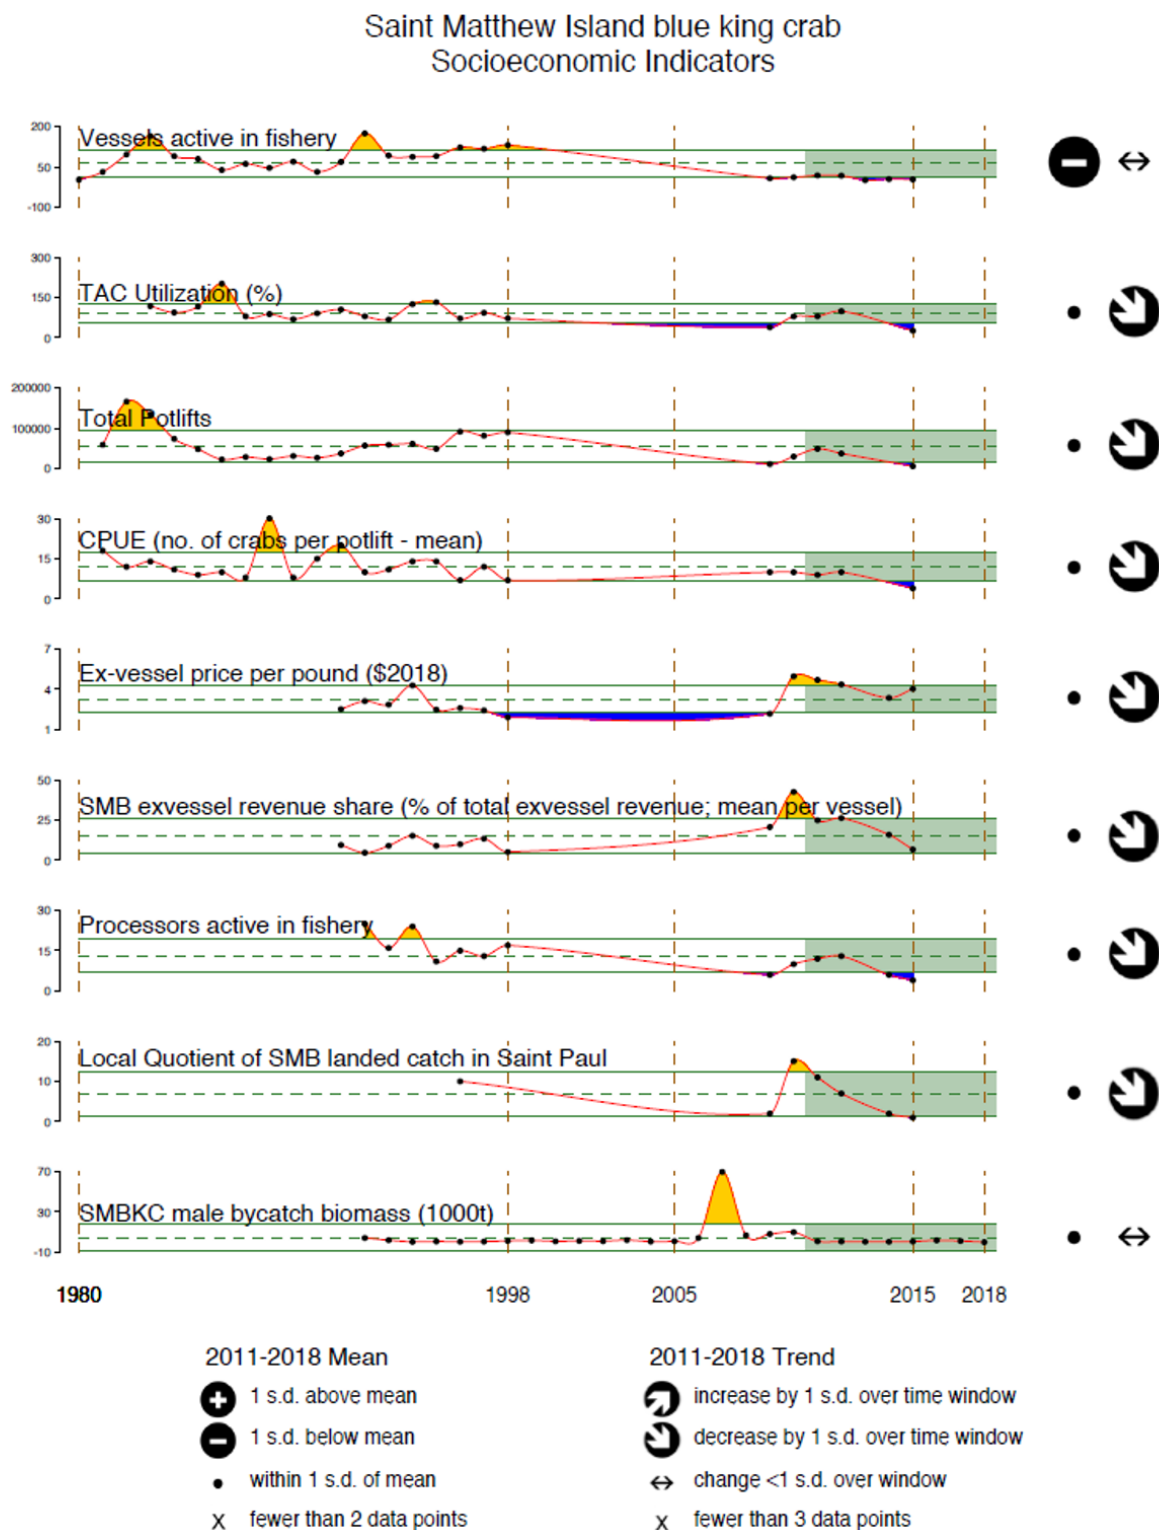 Saint Matthew Island blue king crab
Socioeconomic Indicators
200
50
-100
Vessels active in fishery
300
150
0
TAC Utilization (%)
200000
100000
0
Total Potlifts
30
15
0
CPUE (no. of crabs per potlift - mean)
7
4
1
Ex-vessel price per pound ($2018)
50
25
0
SMB exvessel revenue share (% of total exvessel revenue; mean per vessel)
30
15
0
Processors active in fishery
20
10
0
Local Quotient of SMB landed catch in Saint Paul
70
30
-10
SMBKC male bycatch biomass (1000t)
1980 1998 2005 2015 2018
2011-2018 Mean
1 s.d. above mean
1 s.d. below mean
within 1 s.d. of mean
x fewer than 2 data points
2011-2018 Trend
increase by 1 s.d. over time window
decrease by 1 s.d. over time window
change <1 s.d. over window
x fewer than 3 data points